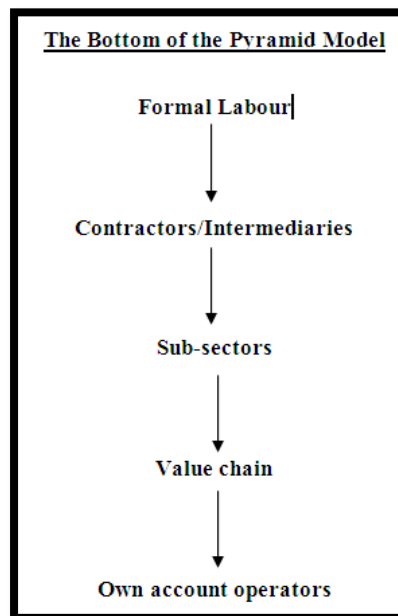 The Bottom of the Pyramid Model
Formal Labour
Contractors/Intermediaries
Sub-sectors
Value chain
Own account operators